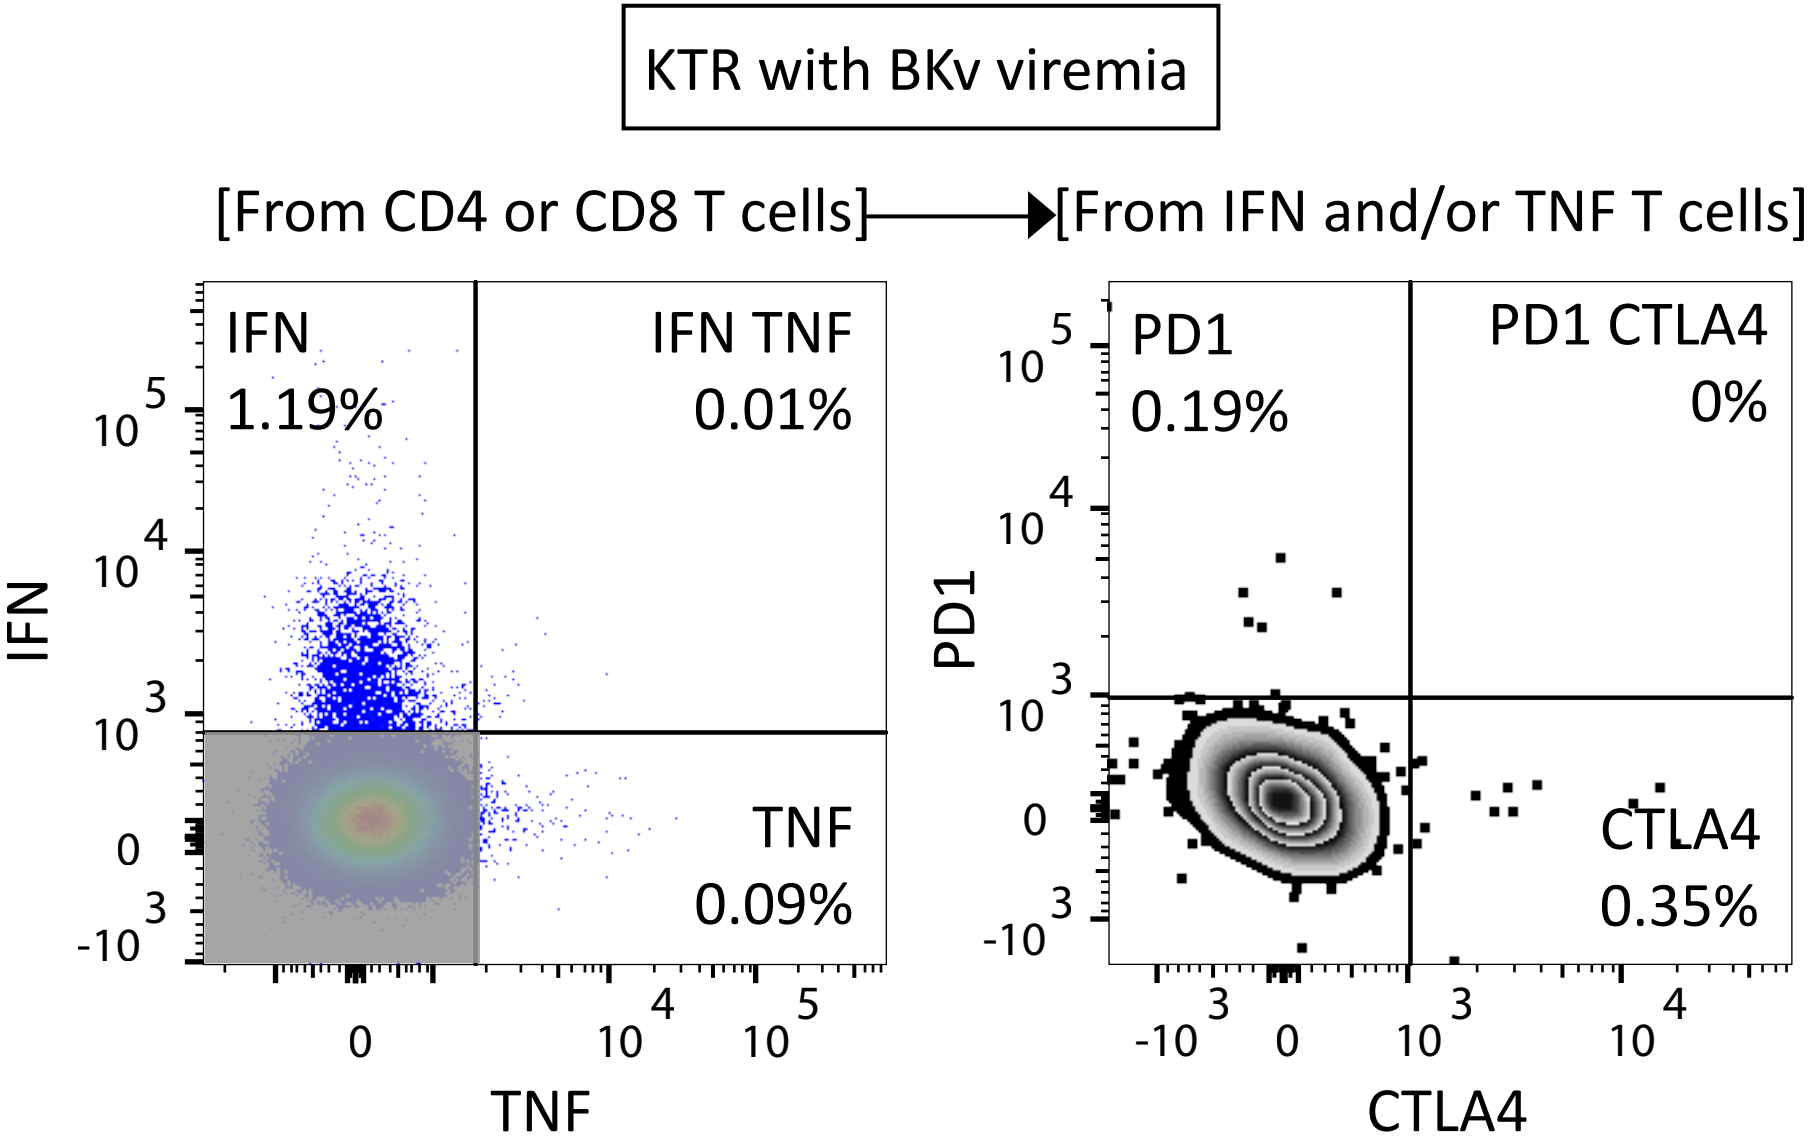 KTR with BKv viremia
[From CD4 or CD8 T cells]
[From IFN and/or TNF T cells]
IFN
1.19%
IFN TNF
0.01%
TNF
0.09%
10 5
10 4
10 3
0
-10 3
IFN
0
10 4
10 5
TNF
PD1
0.19%
PD1 CTLA4
0%
CTLA4
0.35%
10 5
10 4
10 3
0
-10 3
PD1
-10 3
0
10 3
10 4
CTLA4